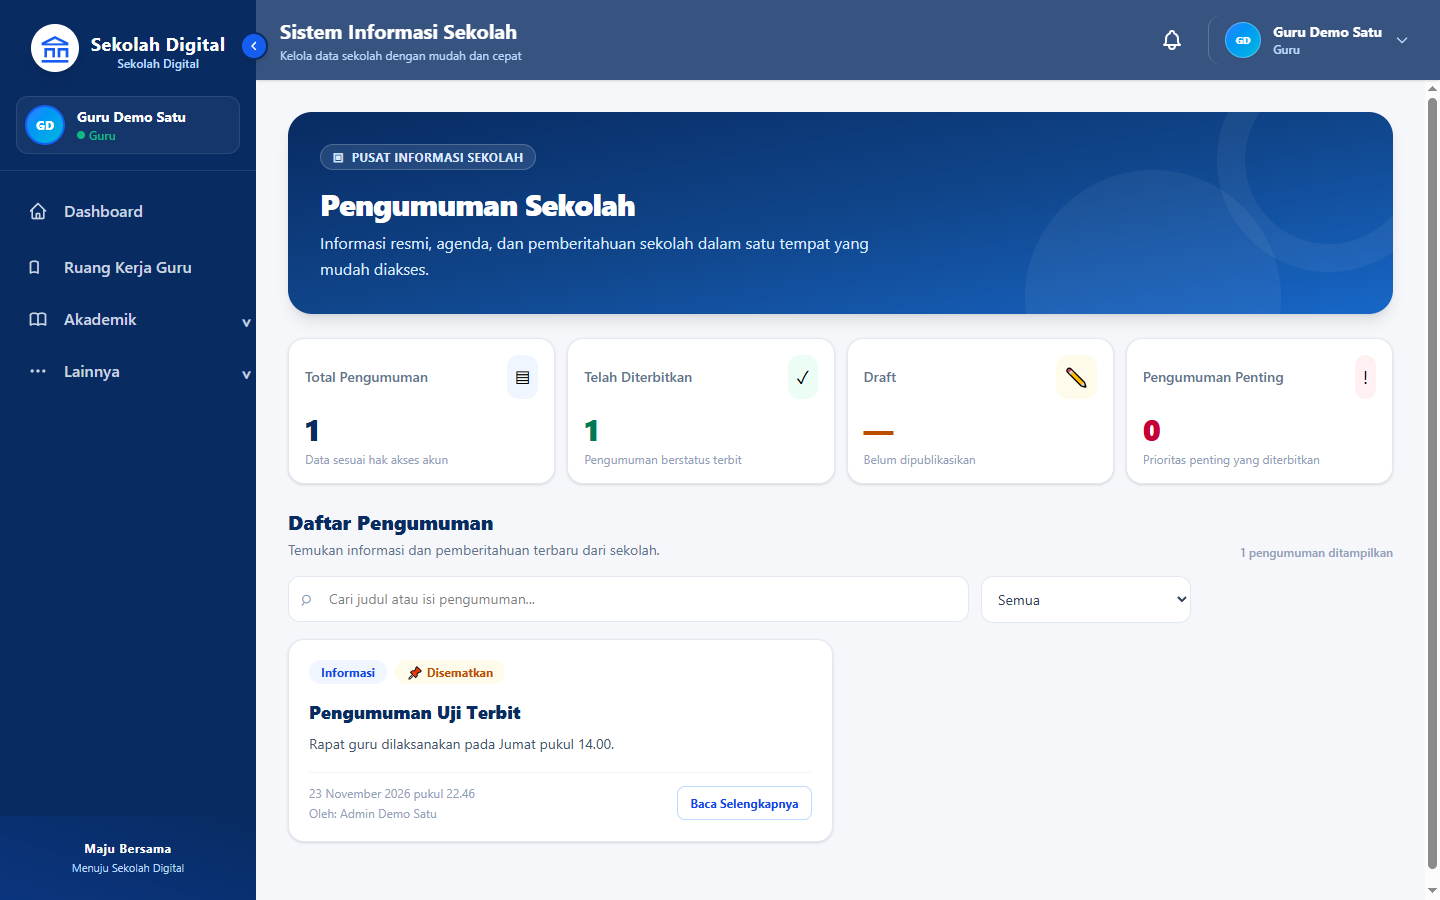 Sekolah Digital
Sekolah Digital
GD
Guru Demo Satu
Guru
Dashboard
Ruang Kerja Guru
Akademik
Lainnya
Maju Bersama
Menuju Sekolah Digital
Sistem Informasi Sekolah
Kelola data sekolah dengan mudah dan cepat
GD
Guru Demo Satu
Guru
PUSAT INFORMASI SEKOLAH
Pengumuman Sekolah
Informasi resmi, agenda, dan pemberitahuan sekolah dalam satu tempat yang
mudah diakses.
Total Pengumuman
1
Data sesuai hak akses akun
Telah Diterbitkan
✓
1
Pengumuman berstatus terbit
Draft
—
Belum dipublikasikan
Pengumuman Penting
!
0
Prioritas penting yang diterbitkan
Daftar Pengumuman
Temukan informasi dan pemberitahuan terbaru dari sekolah.
1 pengumuman ditampilkan
Cari judul atau isi pengumuman...
Semua
Informasi
📌 Disematkan
Pengumuman Uji Terbit
Rapat guru dilaksanakan pada Jumat pukul 14.00.
23 November 2026 pukul 22.46
Oleh: Admin Demo Satu
Baca Selengkapnya